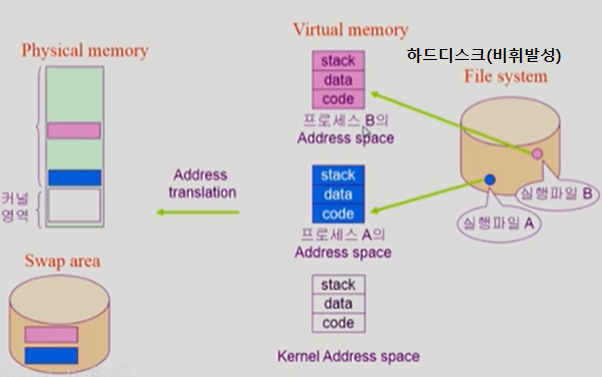 Virtual memory
하드디스크(비휘발성)
Physical memory
File system
stack
data
code
프로세스 B의
Address space
Address
translation
stack
data
code
프로세스 A의
Address space
실행파일 B
실행파일 A
커널
영역
Swap area
stack
data
code
Kernel Address space